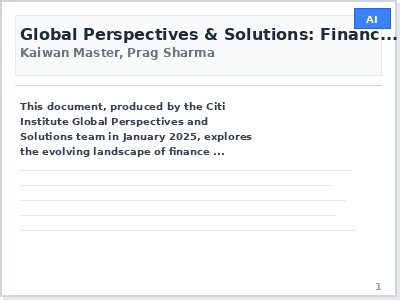 AI
Global Perspectives & Solutions: Financ...
Kaiwan Master, Prag Sharma
This document, produced by the Citi
Institute Global Perspectives and
Solutions team in January 2025, explores
the evolving landscape of finance ...
1